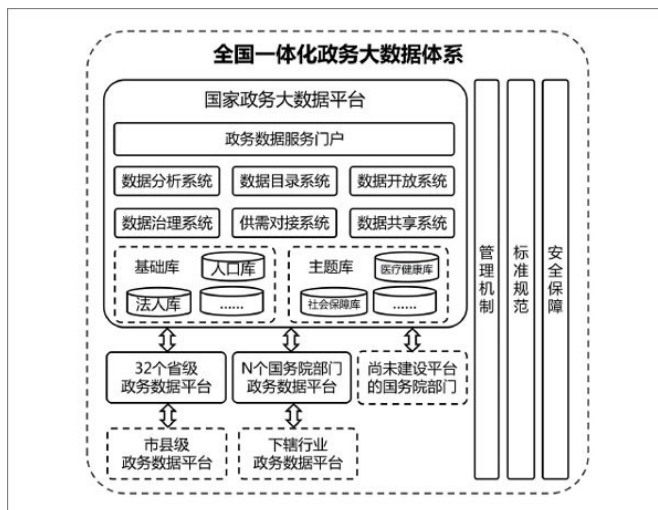 全国一体化政务大数据体系
国家政务大数据平台
政务数据服务门户
数据分析系统
数据目录系统
数据开放系统
数据治理系统
供需对接系统
数据共享系统
基础库
人口库
法人库
……
主题库
医疗健康库
社会保障库
……
32个省级
政务数据平台
N个国务院部门
政务数据平台
尚未建设平台
的国务院部门
市县级
政务数据平台
下辖行业
政务数据平台
管理机制
标准规范
安全保障